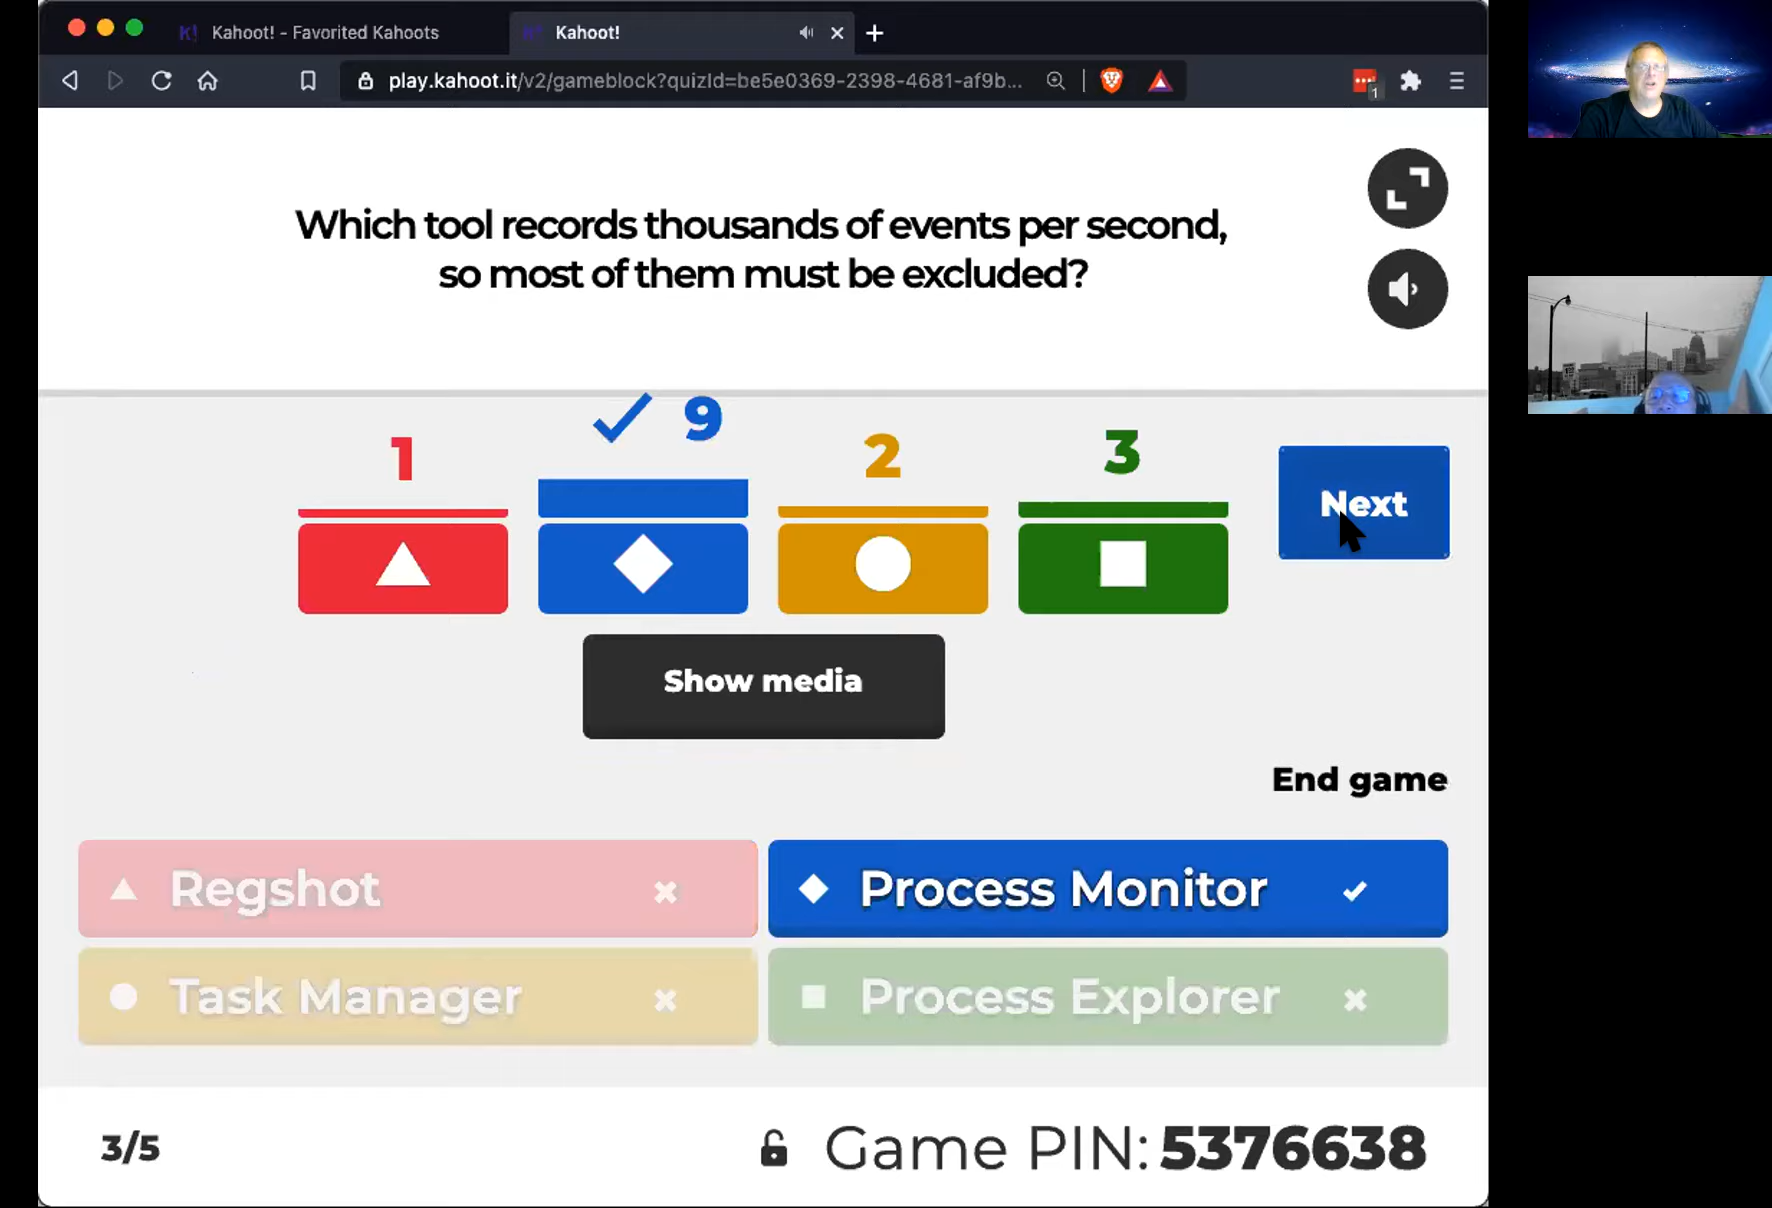 Kahoot! - Favorited Kahoots
Kahoot!
play.kahoot.it/v2/gameblock?quizId=be5e0369-2398-4681-af9b...
1
Which tool records thousands of events per second,
so most of them must be excluded?
1
9
2
3
Next
Show media
End game
Regshot
Process Monitor
Task Manager
Process Explorer
3/5
Game PIN: 5376638